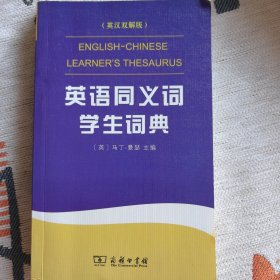 （英汉双解版）
ENGLISH-CHINESE
LEARNER'S THESAURUS
英语同义词
学生词典
［英］马丁·曼瑟 主编
商务印书馆
The Commercial Press